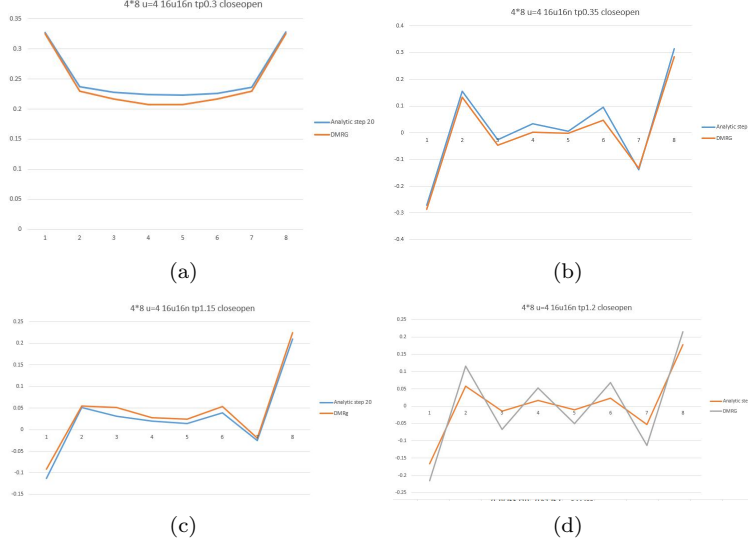 4*8 u=4 16u16n tp0.3 closeopen
0.35
0.3
0.25
0.2
0.15
0.1
0.05
0
1 2 3 4 5 6 7 8
Analytic step 20
DMRG
(a)
4*8 u=4 16u16n tp0.35 closeopen
0.4
0.3
0.2
0.1
0
-0.1
-0.2
-0.3
-0.4
1 2 3 4 5 6 7 8
Analytic step
DMRG
(b)
4*8 u=4 16u16n tp1.15 closeopen
0.25
0.2
0.15
0.1
0.05
0
-0.05
-0.1
-0.15
1 2 3 4 5 6 8
Analytic step 20
DMRg
(c)
4*8 u=4 16u16n tp1.2 closeopen
0.25
0.2
0.15
0.1
0.05
0
-0.05
-0.1
-0.15
-0.2
-0.25
1 2 3 4 5 6 7 8
Analytic ste
DMRG
(d)